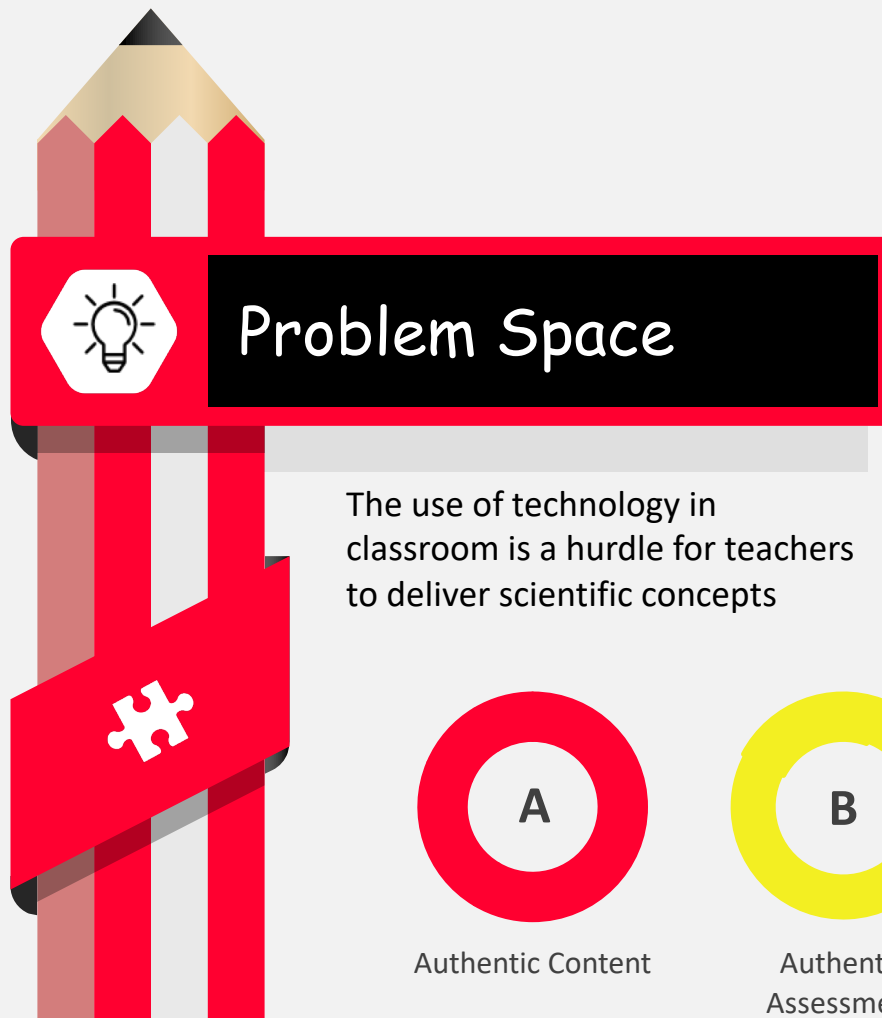 Problem Space
The use of technology in
classroom is a hurdle for teachers
to deliver scientific concepts
A
B
Authentic Content